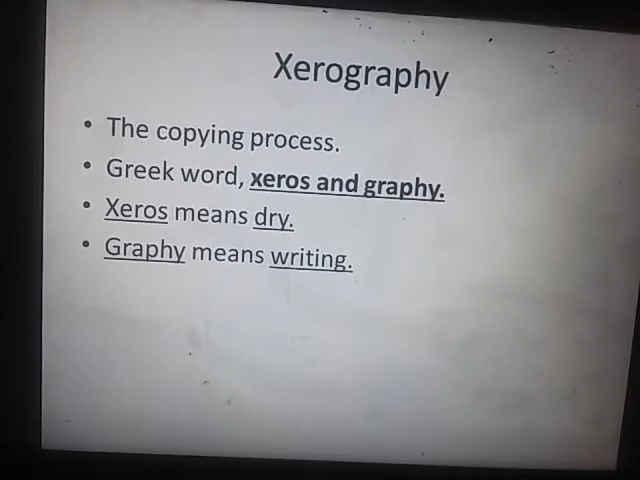 Xerography
• The copying process.
• Greek word, xeros and graphy.
• Xeros means dry.
• Graphy means writing.